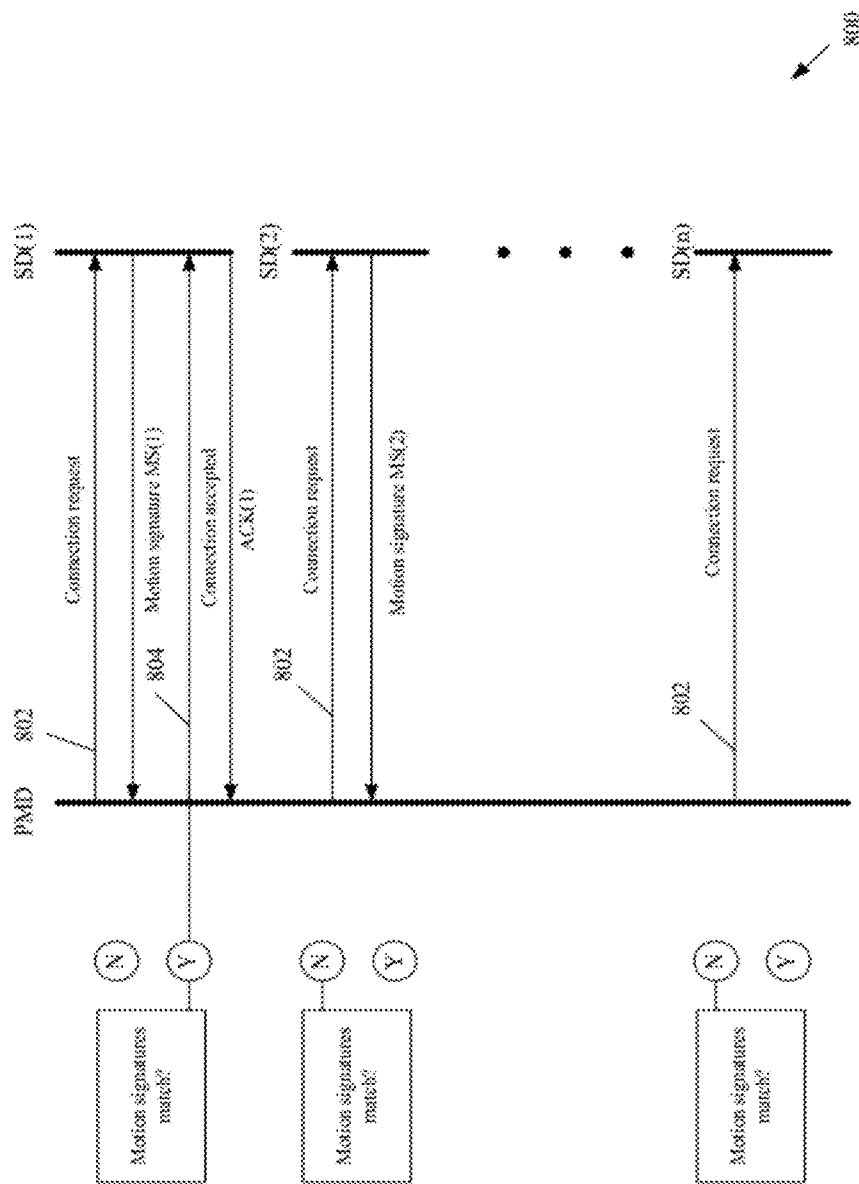 800
PMD
SD(1)
802
Connection request
Motion signature MS(1)
804
Connection accepted
ACK(1)
N
Y
Motion signatures
match?
SD(2)
802
Connection request
Motion signature MS(2)
N
Y
Motion signatures
match?
SD(n)
802
Connection request
N
Y
Motion signatures
match?